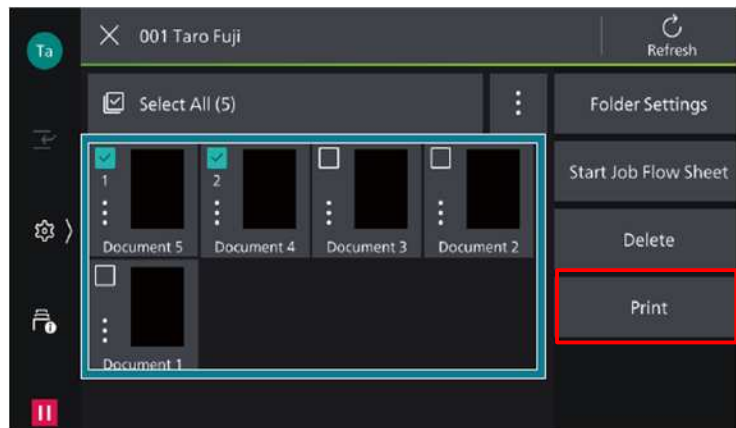 Ta
001 Taro Fuji
Refresh
Select All (5)
Folder Settings
1
2
Document 5
Document 4
Document 3
Document 2
Start Job Flow Sheet
Delete
Print
Document 1